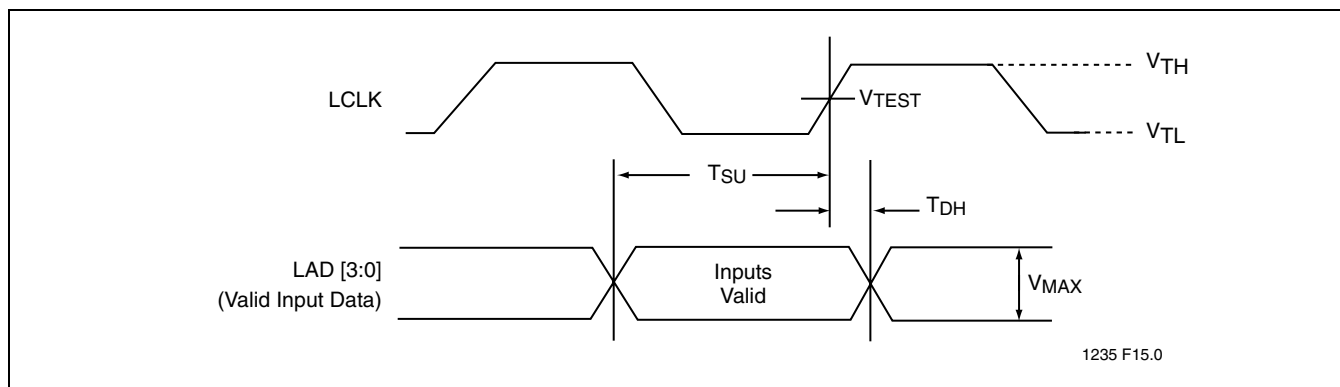 LCLK
VTH
VTEST
VTL
TSU
TDH
LAD [3:0]
(Valid Input Data)
Inputs
Valid
VMAX
1235 F15.0